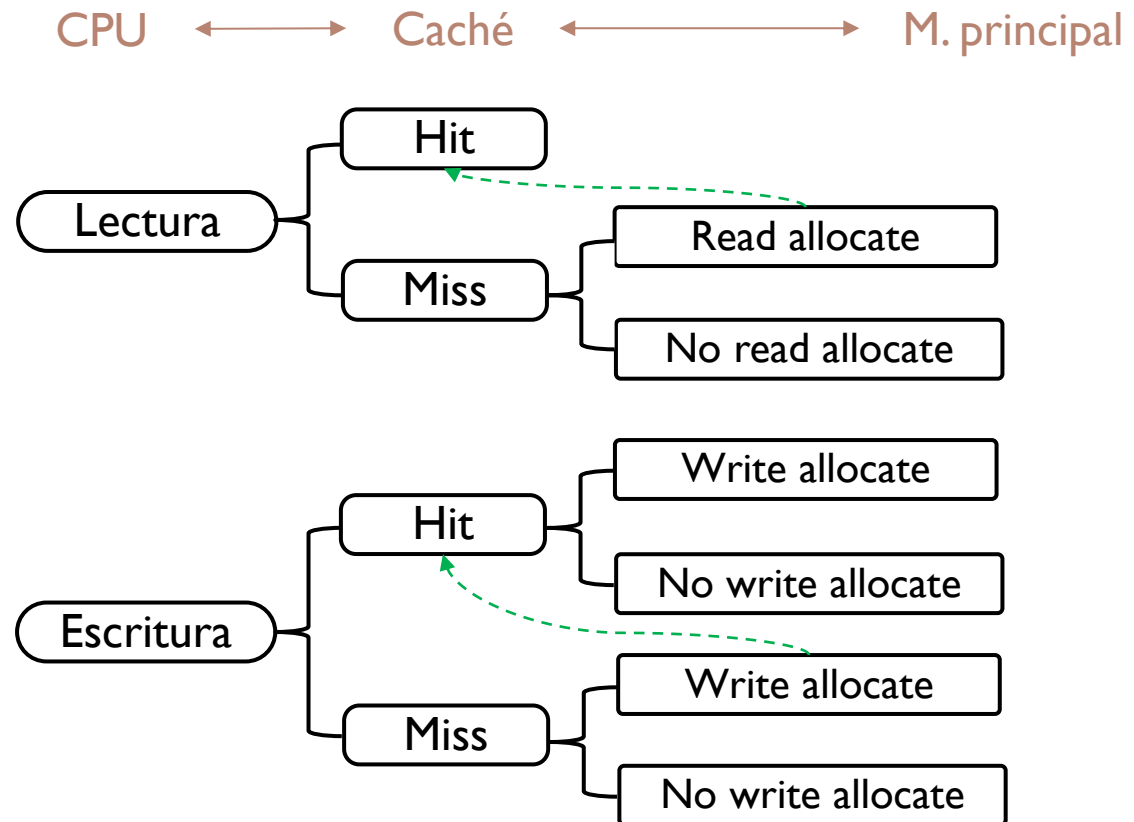 CPU Caché M. principal
Hit
Lectura
Read allocate
Miss
No read allocate
Write allocate
Hit
No write allocate
Escritura
Write allocate
Miss
No write allocate